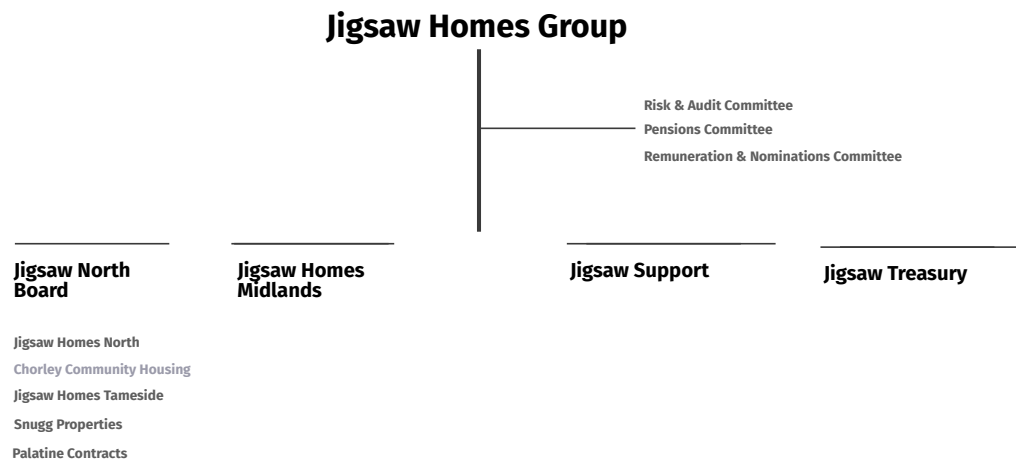 Jigsaw Homes Group
Risk & Audit Committee
Pensions Committee
Remuneration & Nominations Committee
Jigsaw North
Board
Jigsaw Homes
Midlands
Jigsaw Support
Jigsaw Treasury
Jigsaw Homes North
Chorley Community Housing
Jigsaw Homes Tameside
Snugg Properties
Palatine Contracts